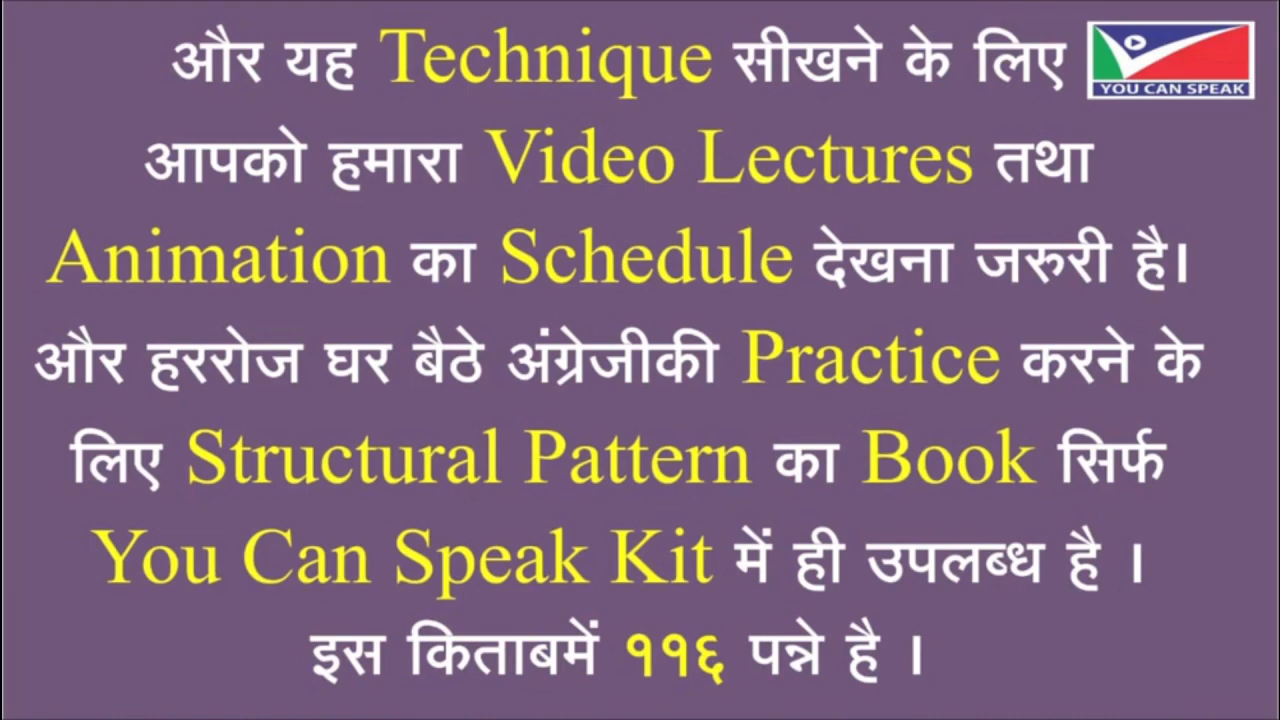 और यह Technique सीखने के लिए
YOU CAN SPEAK
आपको हमारा Video Lectures तथा
Animation का Schedule देखना जरुरी है।
और हररोज घर बैठे अंग्रेजीकी Practice करने के
लिए Structural Pattern का Book सिर्फ
You Can Speak Kit में ही उपलब्ध है ।
इस किताबमें ११६ पन्ने है ।